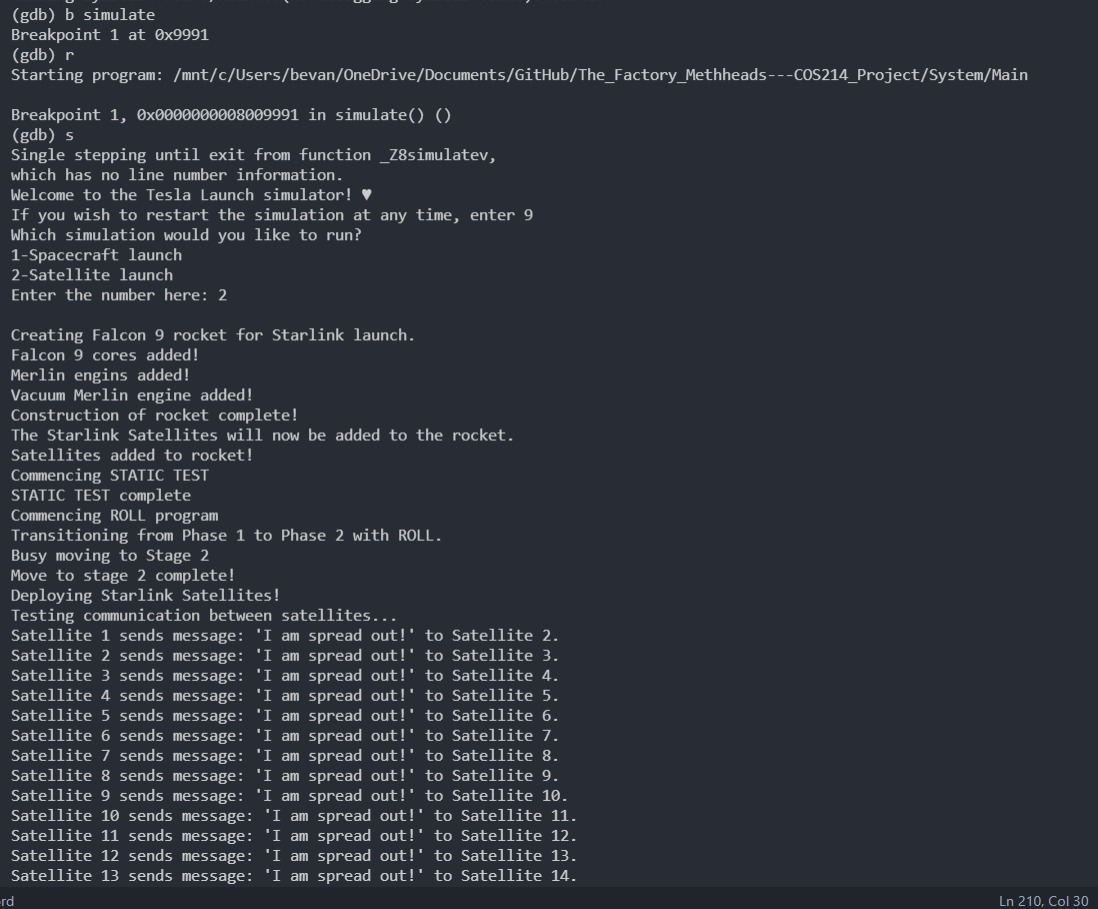 (gdb) b simulate
Breakpoint 1 at 0x9991
(gdb) r
Starting program: /mnt/c/Users/bevan/OneDrive/Documents/GitHub/The_Factory_Methheads---COS214_Project/System/Main
Breakpoint 1, 0x0000000008009991 in simulate() ()
(gdb) s
Single stepping until exit from function _Z8simulatev,
which has no line number information.
Welcome to the Tesla Launch simulator! ♥
If you wish to restart the simulation at any time, enter 9
Which simulation would you like to run?
1-Spacecraft launch
2-Satellite launch
Enter the number here: 2
Creating Falcon 9 rocket for Starlink launch.
Falcon 9 cores added!
Merlin engins added!
Vacuum Merlin engine added!
Construction of rocket complete!
The Starlink Satellites will now be added to the rocket.
Satellites added to rocket!
Commencing STATIC TEST
STATIC TEST complete
Commencing ROLL program
Transitioning from Phase 1 to Phase 2 with ROLL.
Busy moving to Stage 2
Move to stage 2 complete!
Deploying Starlink Satellites!
Testing communication between satellites...
Satellite 1 sends message: 'I am spread out!' to Satellite 2.
Satellite 2 sends message: 'I am spread out!' to Satellite 3.
Satellite 3 sends message: 'I am spread out!' to Satellite 4.
Satellite 4 sends message: 'I am spread out!' to Satellite 5.
Satellite 5 sends message: 'I am spread out!' to Satellite 6.
Satellite 6 sends message: 'I am spread out!' to Satellite 7.
Satellite 7 sends message: 'I am spread out!' to Satellite 8.
Satellite 8 sends message: 'I am spread out!' to Satellite 9.
Satellite 9 sends message: 'I am spread out!' to Satellite 10.
Satellite 10 sends message: 'I am spread out!' to Satellite 11.
Satellite 11 sends message: 'I am spread out!' to Satellite 12.
Satellite 12 sends message: 'I am spread out!' to Satellite 13.
Satellite 13 sends message: 'I am spread out!' to Satellite 14.
rd Ln 210, Col 30